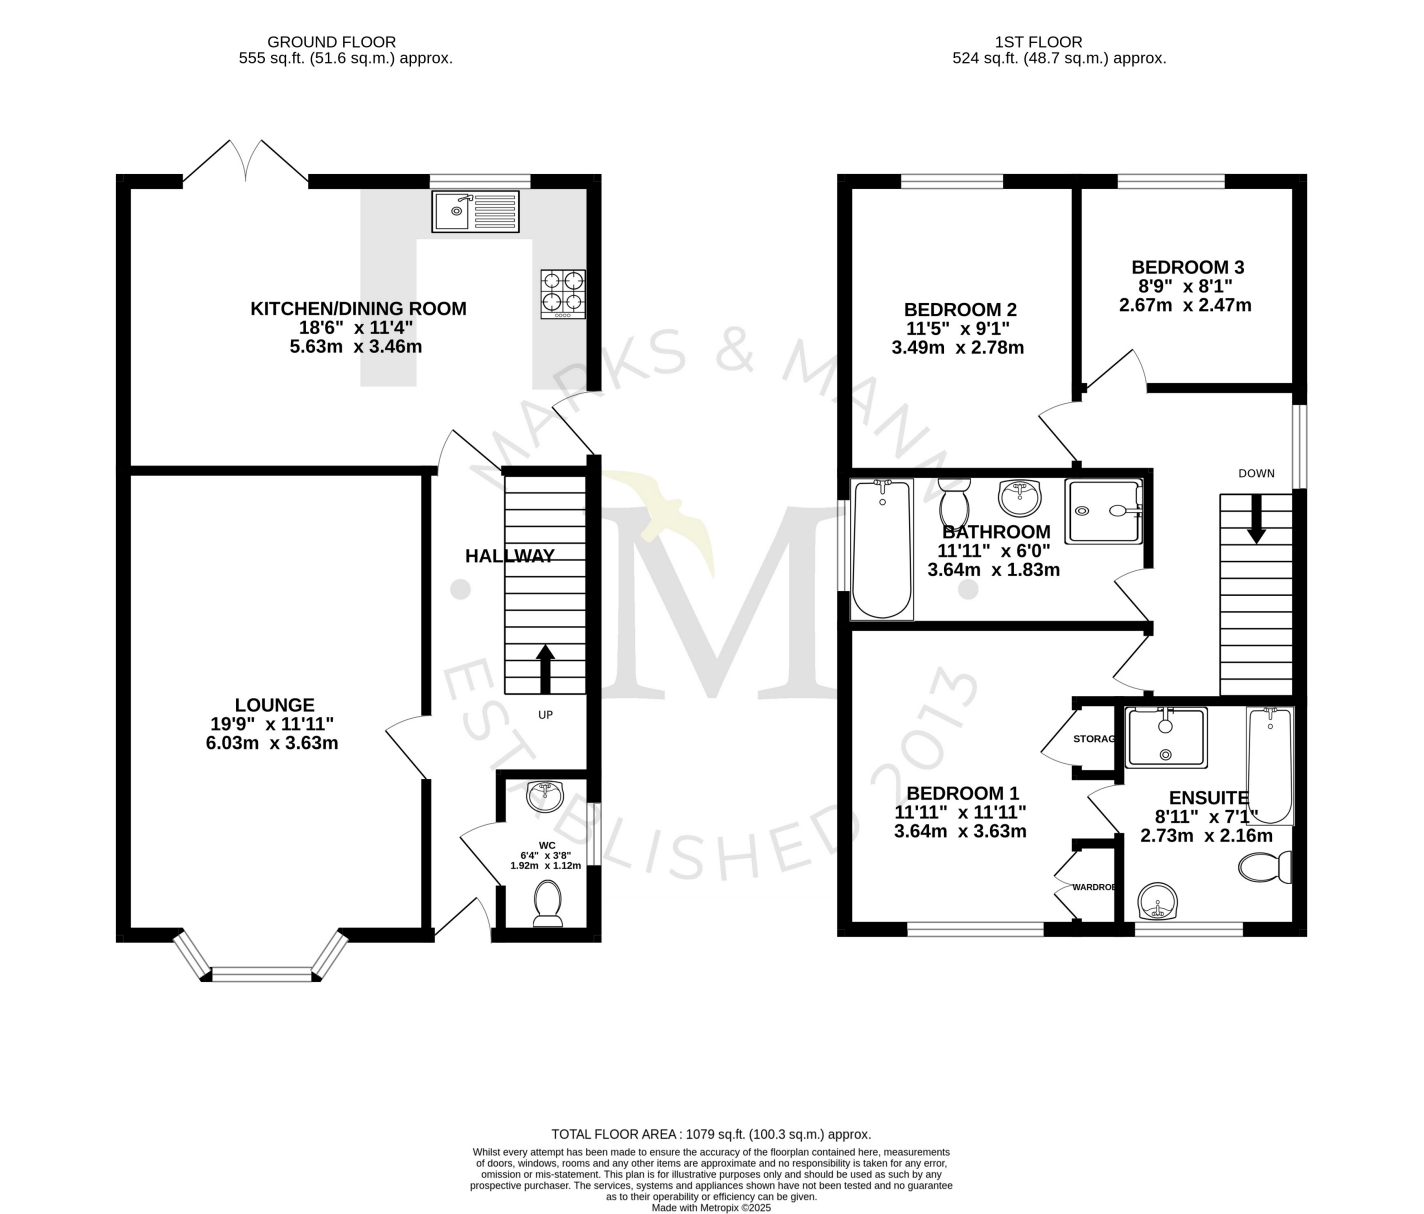 GROUND FLOOR
555 sq.ft. (51.6 sq.m.) approx.
1ST FLOOR
524 sq.ft. (48.7 sq.m.) approx.
KITCHEN/DINING ROOM
18'6" x 11'4"
5.63m x 3.46m
HALLWAY
UP
LOUNGE
19'9" x 11'11"
6.03m x 3.63m
WC
6'4" x 3'8"
1.92m x 1.12m
BEDROOM 2
11'5" x 9'1"
3.49m x 2.78m
BEDROOM 3
8'9" x 8'1"
2.67m x 2.47m
DOWN
BATHROOM
11'11" x 6'0"
3.64m x 1.83m
STORAG
BEDROOM 1
11'11" x 11'11"
3.64m x 3.63m
ENSUITE
8'11" x 7'1"
2.73m x 2.16m
WARDROB
MARKS & MANN
M
ESTABLISHED 2013
TOTAL FLOOR AREA : 1079 sq.ft. (100.3 sq.m.) approx.
Whilst every attempt has been made to ensure the accuracy of the floorplan contained here, measurements
of doors, windows, rooms and any other items are approximate and no responsibility is taken for any error,
omission or mis-statement. This plan is for illustrative purposes only and should be used as such by any
prospective purchaser. The services, systems and appliances shown have not been tested and no guarantee
as to their operability or efficiency can be given.
Made with Metropix ©2025